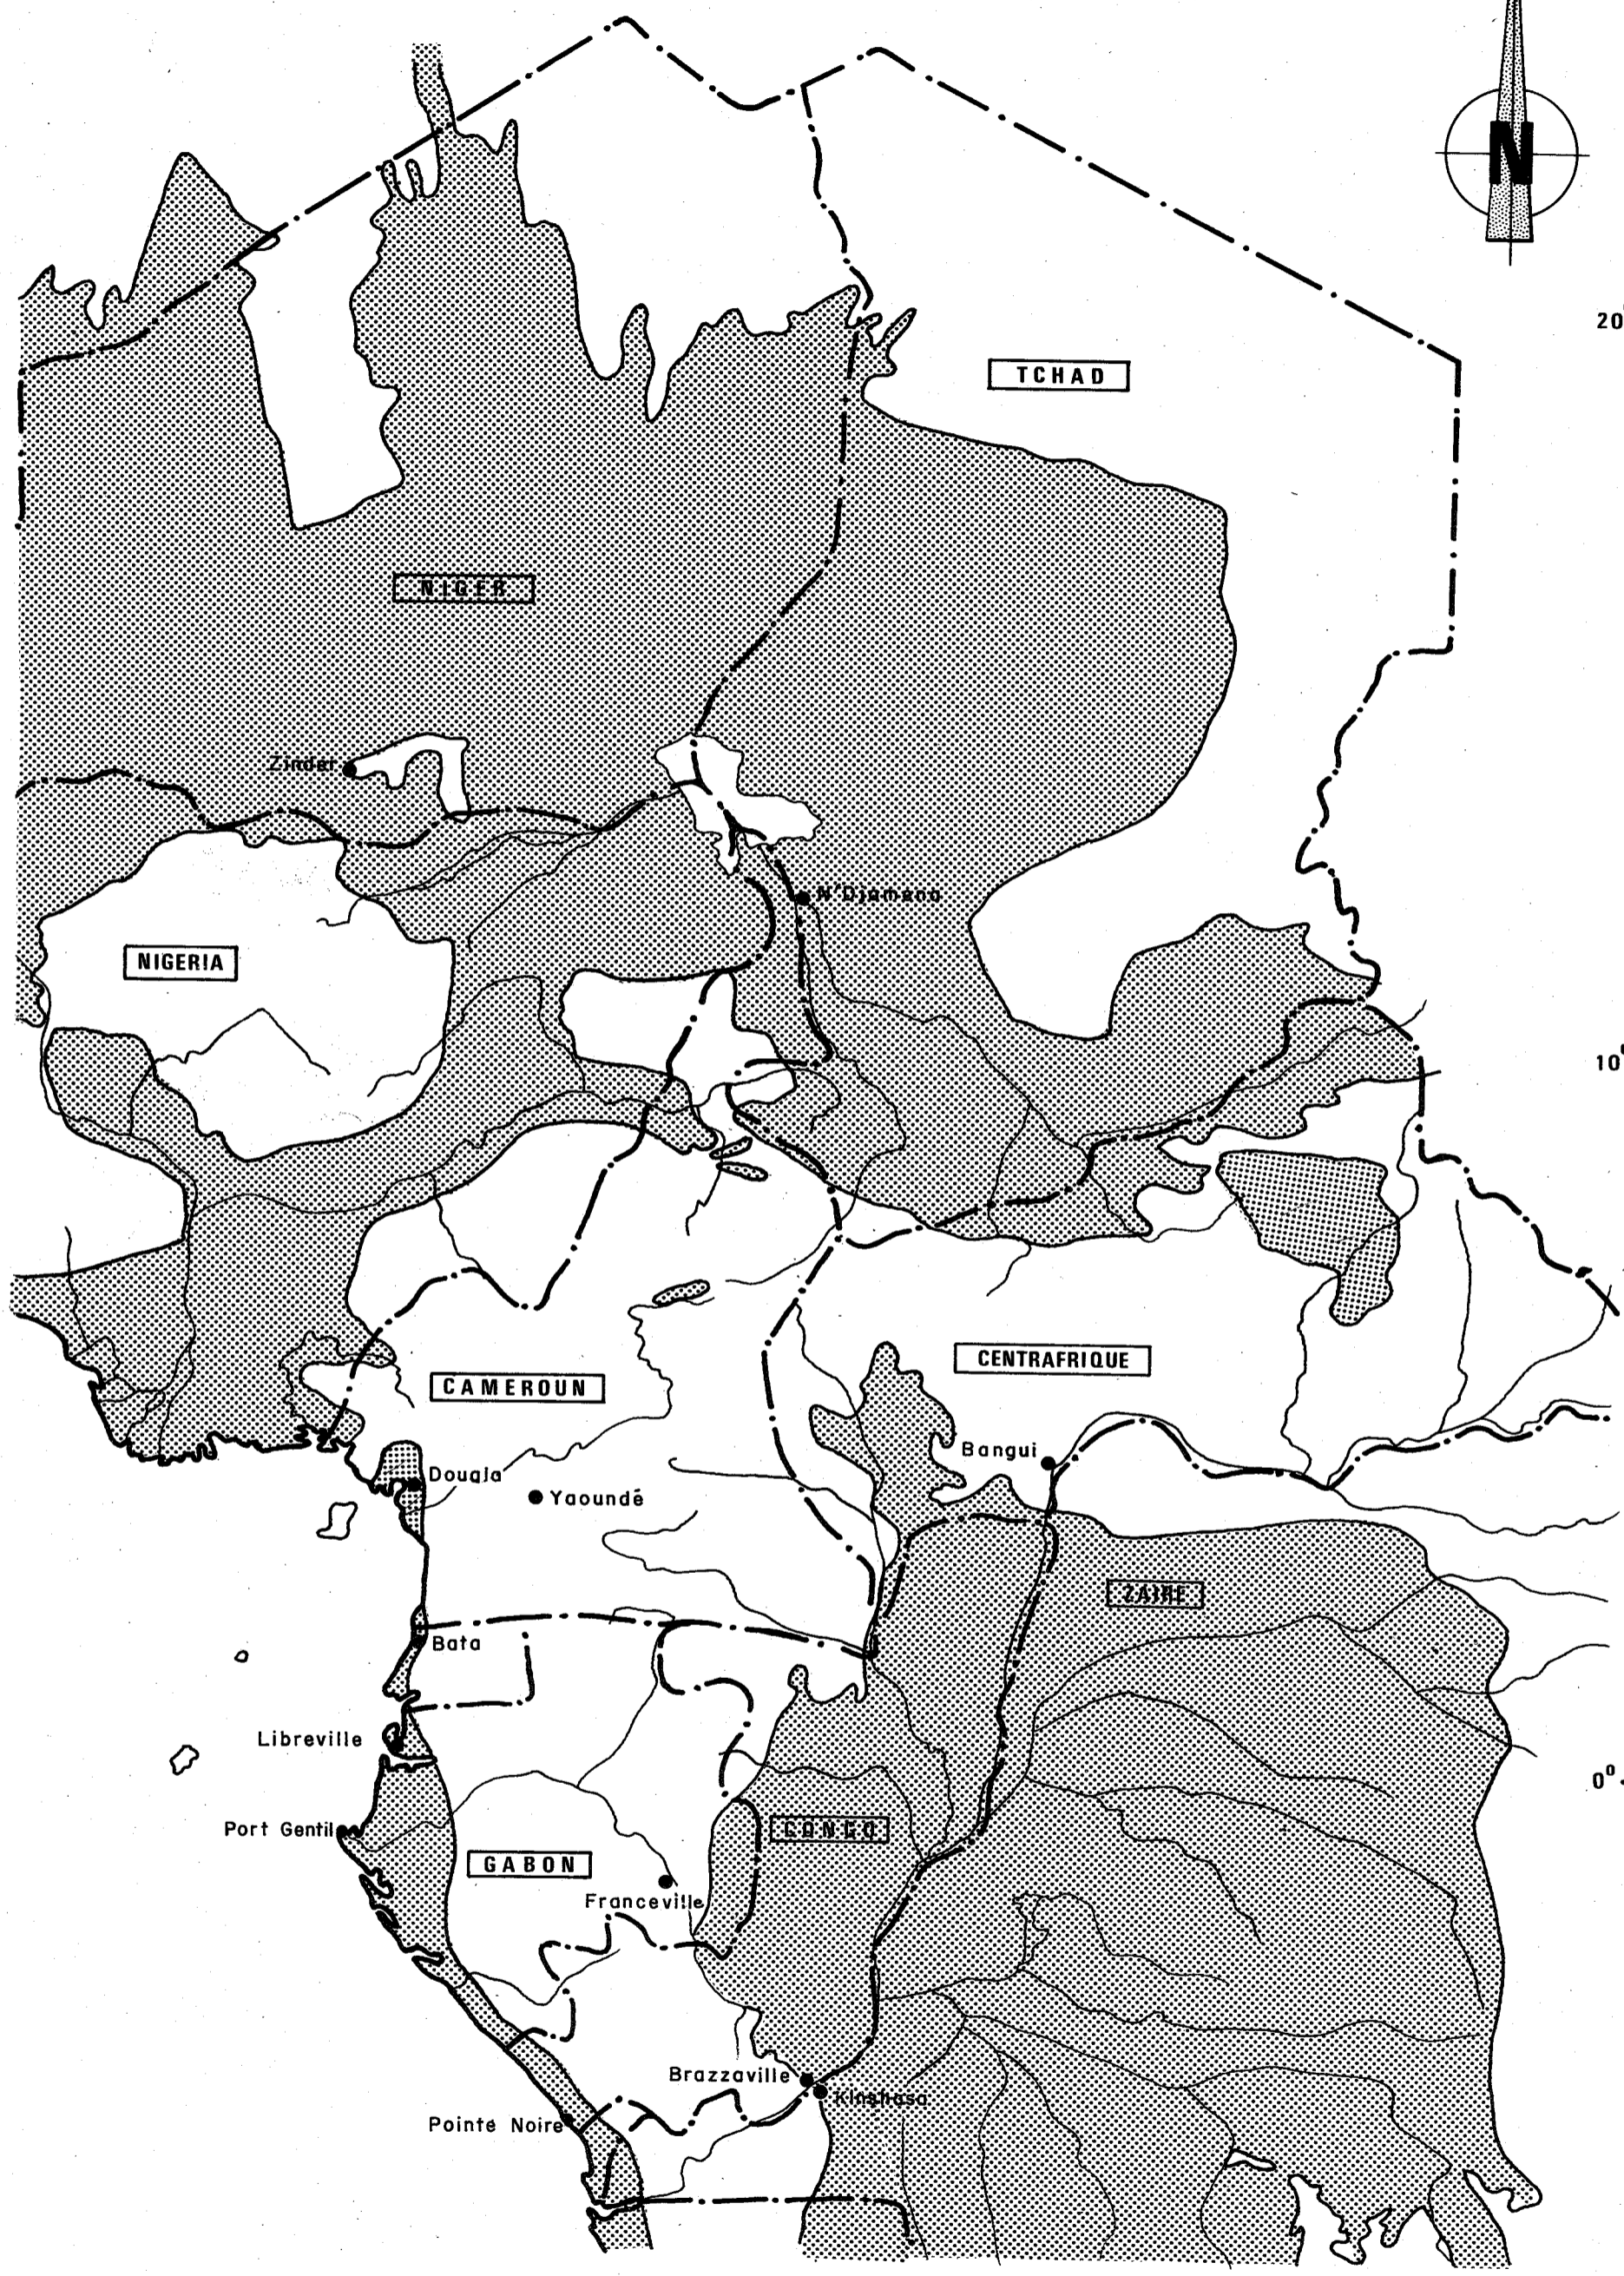 N
20
TCHAD
NIGER
Zinder
N'Djamena
NIGERIA
10°
CENTRAFRIQUE
CAMEROUN
Bangui
Douala
Yaoundé
ZAIRE
Bata
Libreville
0°
Port Gentil
CONGO
GABON
Franceville
Brazzaville
Kinshasa
Pointe Noire